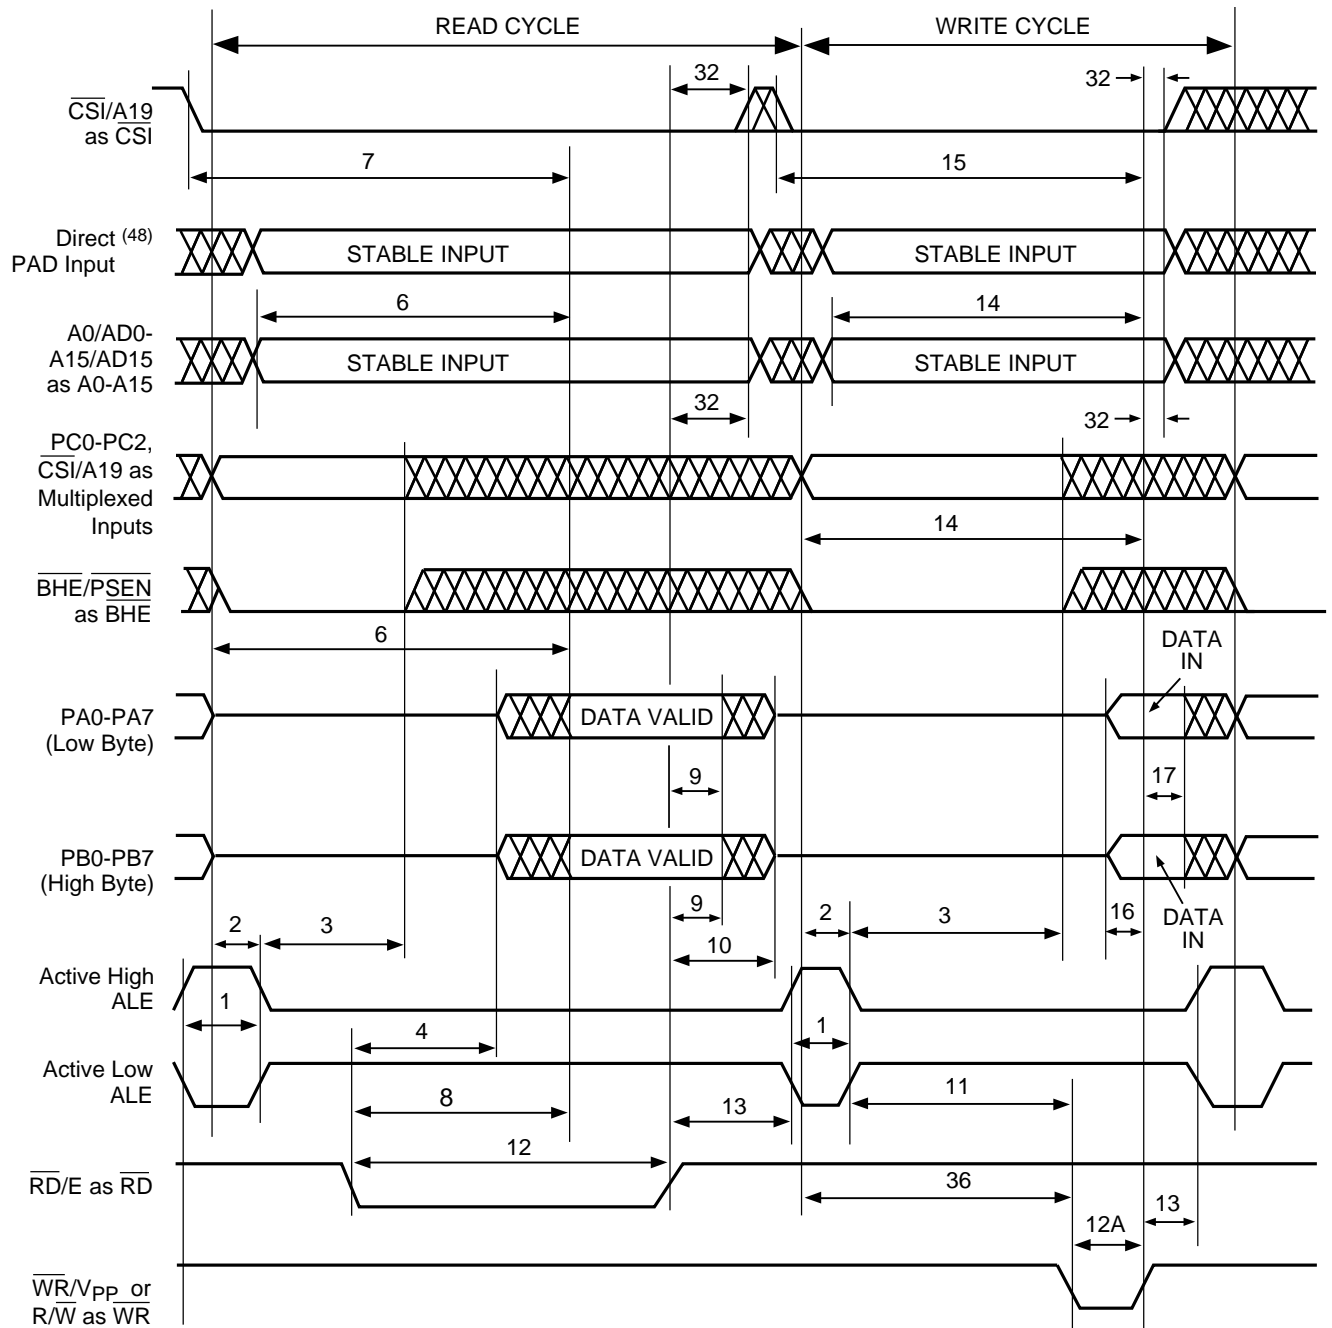 READ CYCLE
WRITE CYCLE
32
32
CSI/A19
as CSI
7
15
Direct (48)
PAD Input
STABLE INPUT
STABLE INPUT
6
14
A0/AD0-
A15/AD15
as A0-A15
STABLE INPUT
STABLE INPUT
32
32
PC0-PC2,
CSI/A19 as
Multiplexed
Inputs
14
BHE/PSEN
as BHE
6
DATA
IN
PA0-PA7
(Low Byte)
DATA VALID
9
17
PB0-PB7
(High Byte)
DATA VALID
9
DATA
IN
2
3
10
2
3
16
Active High
ALE
1
4
1
Active Low
ALE
8
13
11
12
RD/E as RD
36
13
12A
WR/VPP or
R/W as WR